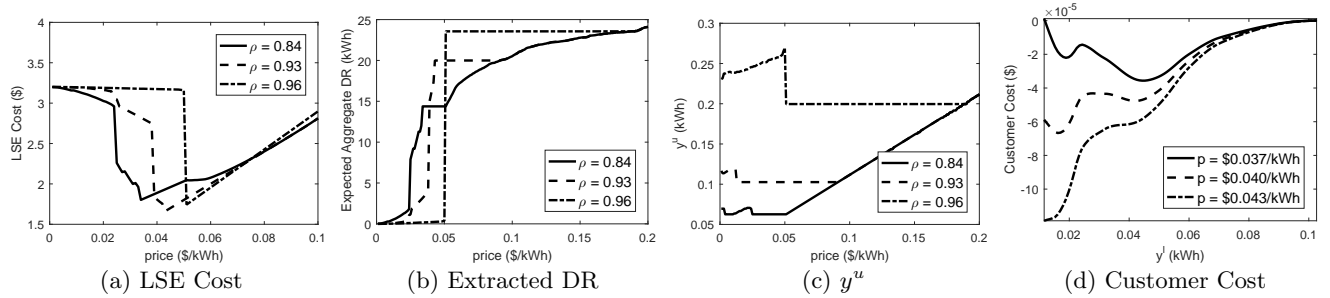 4
3.5
3
2.5
2
1.5
0
0.02
0.04
0.06
0.08
0.1
LSE Cost ($)
price ($/kWh)
ρ = 0.84
ρ = 0.93
ρ = 0.96
(a) LSE Cost
25
20
15
10
5
0
0
0.05
0.1
0.15
0.2
Expected Aggregate DR (kWh)
price ($/kWh)
ρ = 0.84
ρ = 0.93
ρ = 0.96
(b) Extracted DR
0.3
0.25
0.2
0.15
0.1
0.05
0
0.05
0.1
0.15
0.2
y^u (kWh)
price ($/kWh)
ρ = 0.84
ρ = 0.93
ρ = 0.96
(c) y^u
×10^-5
0
-5
-10
0.02
0.04
0.06
0.08
0.1
Customer Cost ($)
y^l (kWh)
p = $0.037/kWh
p = $0.040/kWh
p = $0.043/kWh
(d) Customer Cost